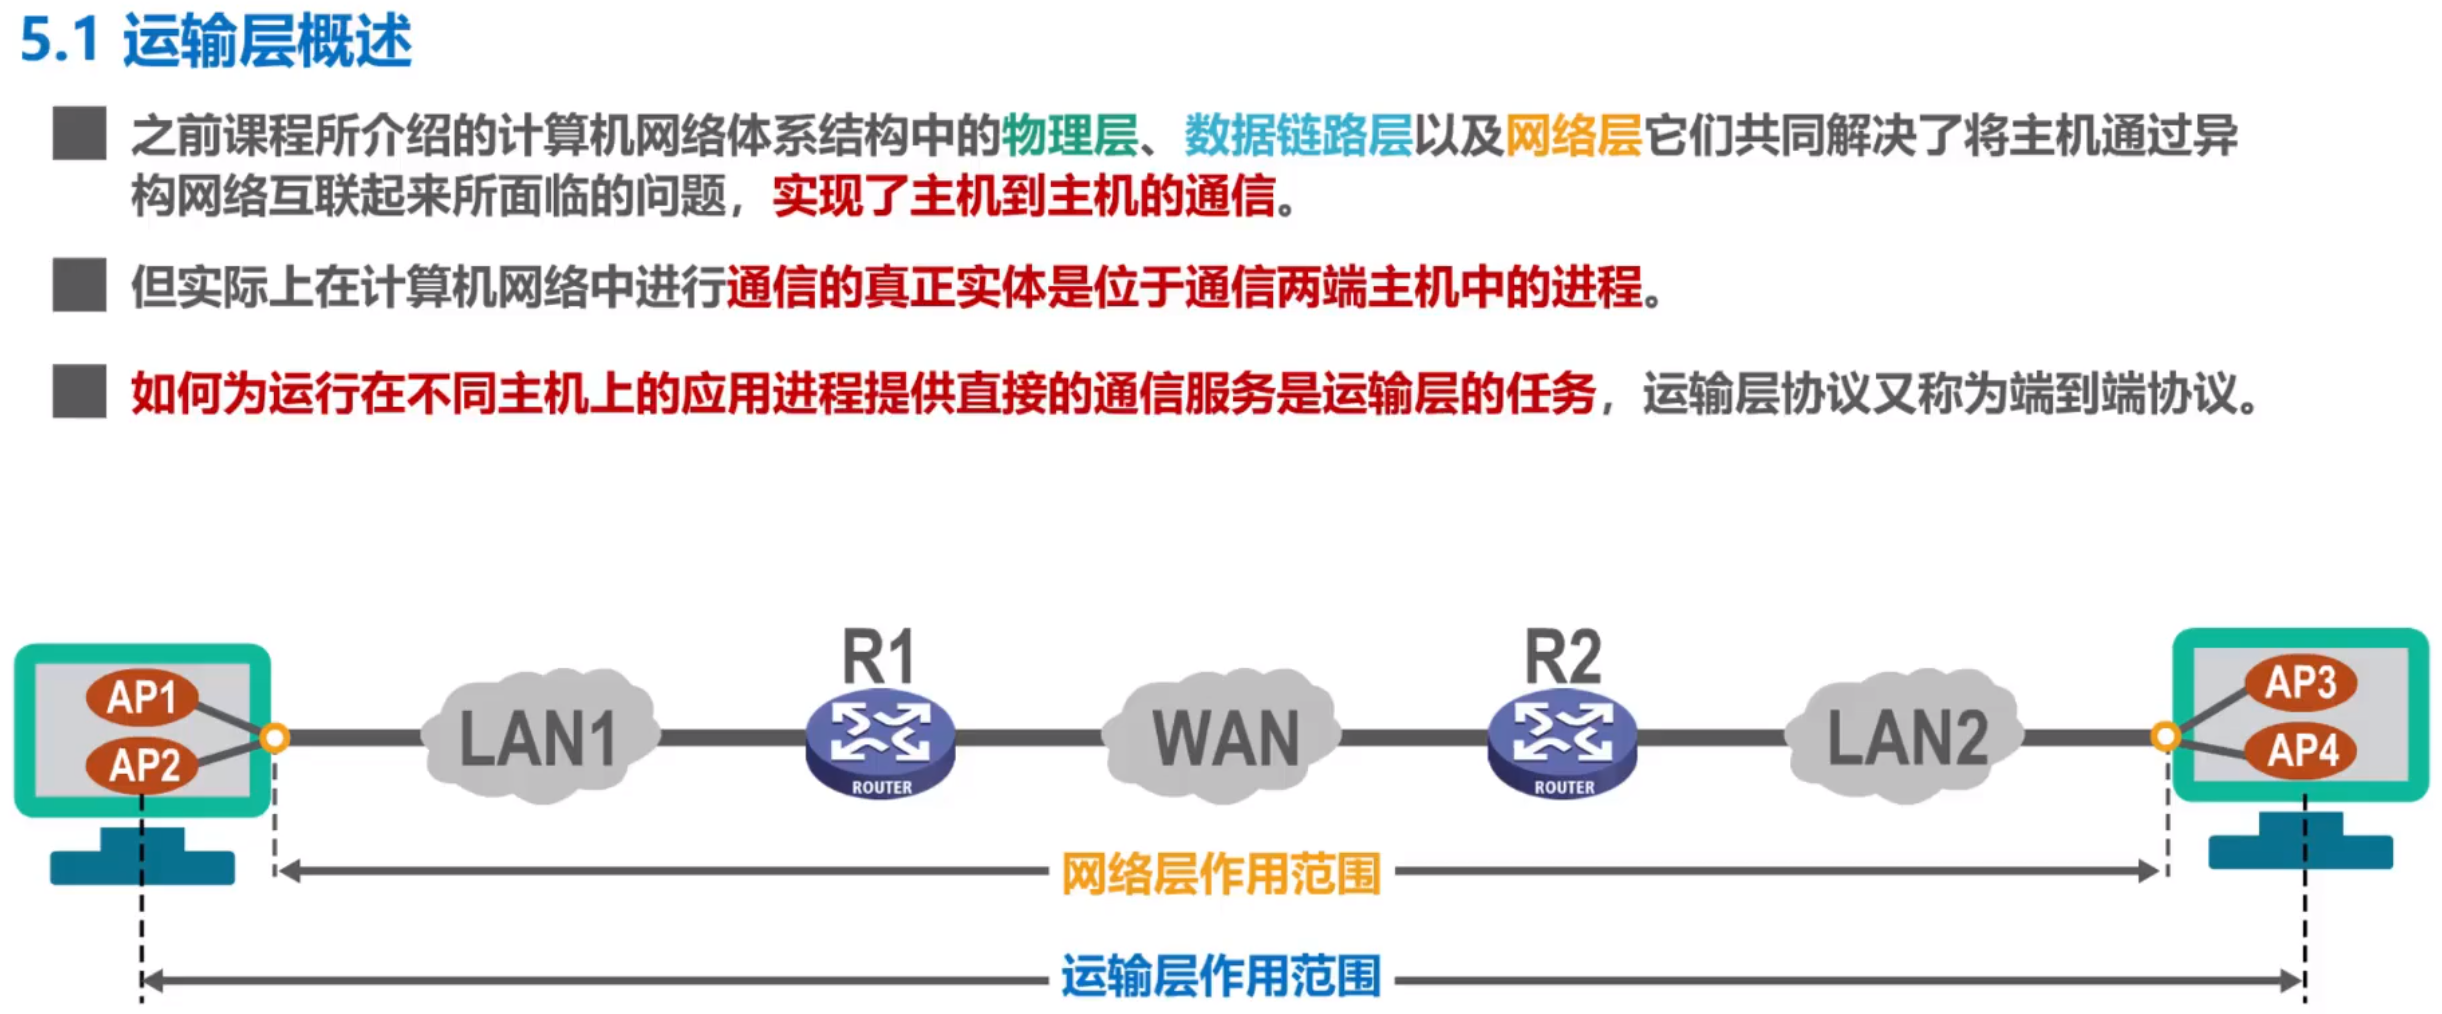 5.1 运输层概述
之前课程所介绍的计算机网络体系结构中的物理层、数据链路层以及网络层它们共同解决了将主机通过异
构网络互联起来所面临的问题，实现了主机到主机的通信。
但实际上在计算机网络中进行通信的真正实体是位于通信两端主机中的进程。
如何为运行在不同主机上的应用进程提供直接的通信服务是运输层的任务，运输层协议又称为端到端协议。
R1
R2
AP1
AP2
LAN1
ROUTER
WAN
ROUTER
LAN2
AP3
AP4
网络层作用范围
运输层作用范围